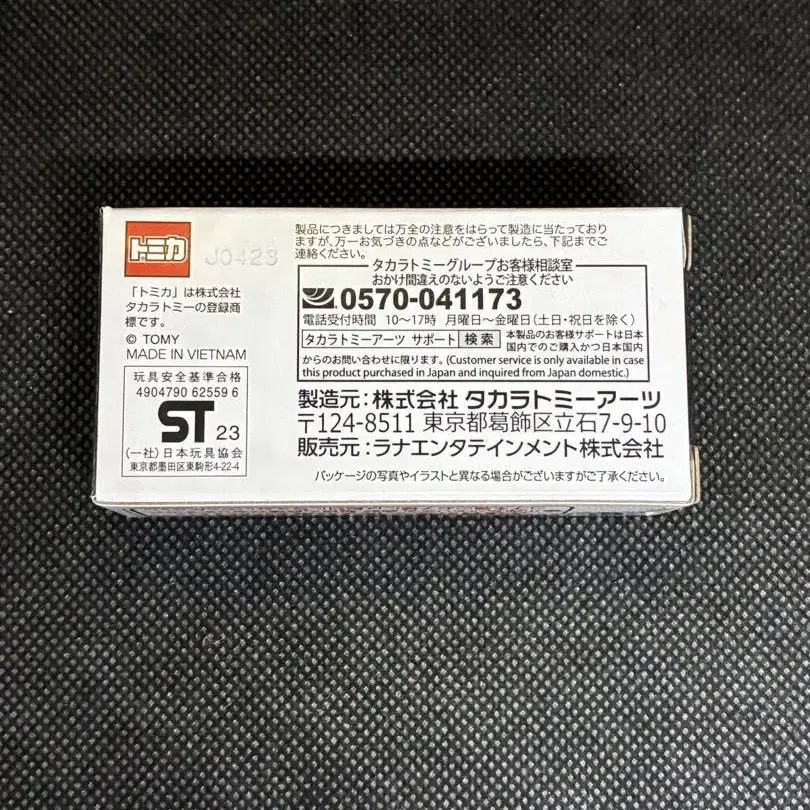 トミカ
J0423
「トミカ」は株式会社
タカラトミーの登録商
標です。
© TOMY
MADE IN VIETNAM
玩具安全基準合格
4904790 62559 6
ST 23
(一社)日本玩具協会
東京都墨田区東駒形4-22-4
製品につきましては万全の注意をはらって製造に当たっており
ますが、万一お気づきの点などがございましたら、下記までご
連絡ください。
タカラトミーグループお客様相談室
おかけ間違えのないようご注意ください
0570-041173
電話受付時間 10〜17時 月曜日〜金曜日(土日・祝日を除く)
タカラトミーアーツ サポート 検索 本製品のお客様サポートは日本
国内でのご購入かつ日本国内
からのお問い合わせに限ります。(Customer service is only available in case
this product purchased in Japan and inquired from Japan domestic.)
製造元:株式会社 タカラトミーアーツ
〒124-8511 東京都葛飾区立石7-9-10
販売元:ラナエンタテインメント株式会社
パッケージの写真やイラストと異なる場合がございますがご了承ください。